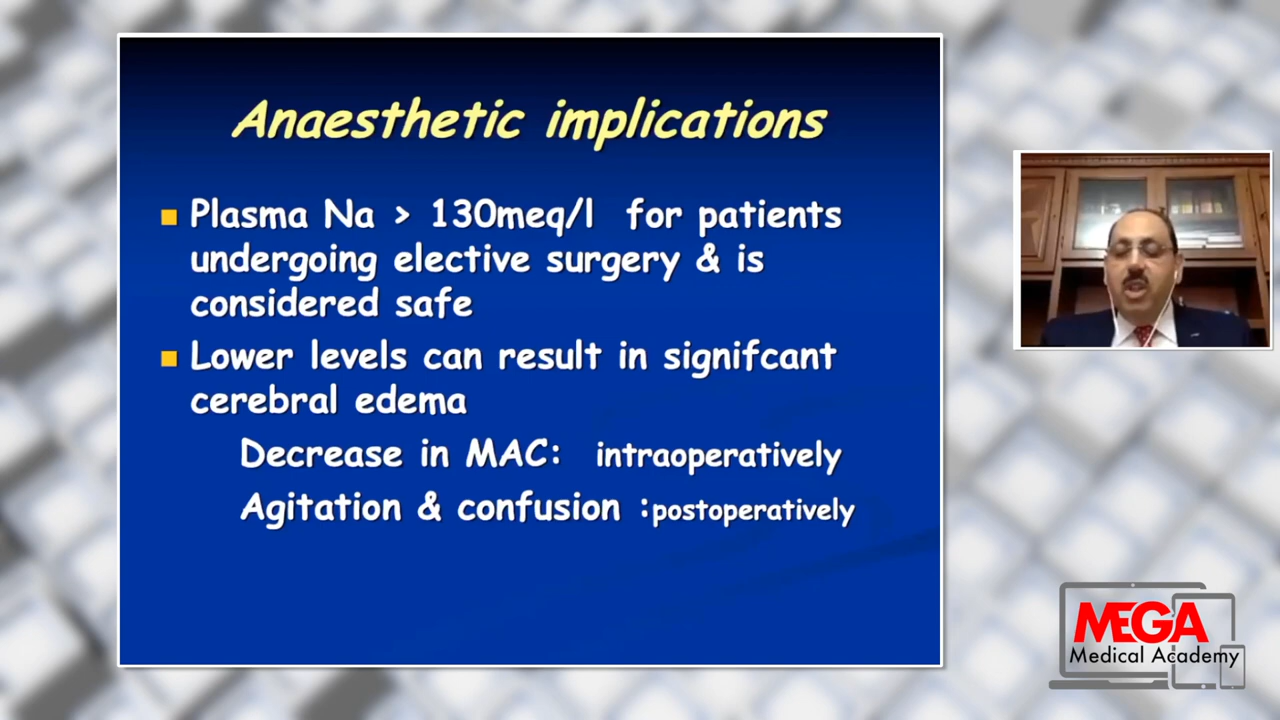 Anaesthetic implications
Plasma Na > 130meq/l for patients
undergoing elective surgery & is
considered safe
Lower levels can result in signifcant
cerebral edema
Decrease in MAC: intraoperatively
Agitation & confusion :postoperatively
MEGA
Medical Academy